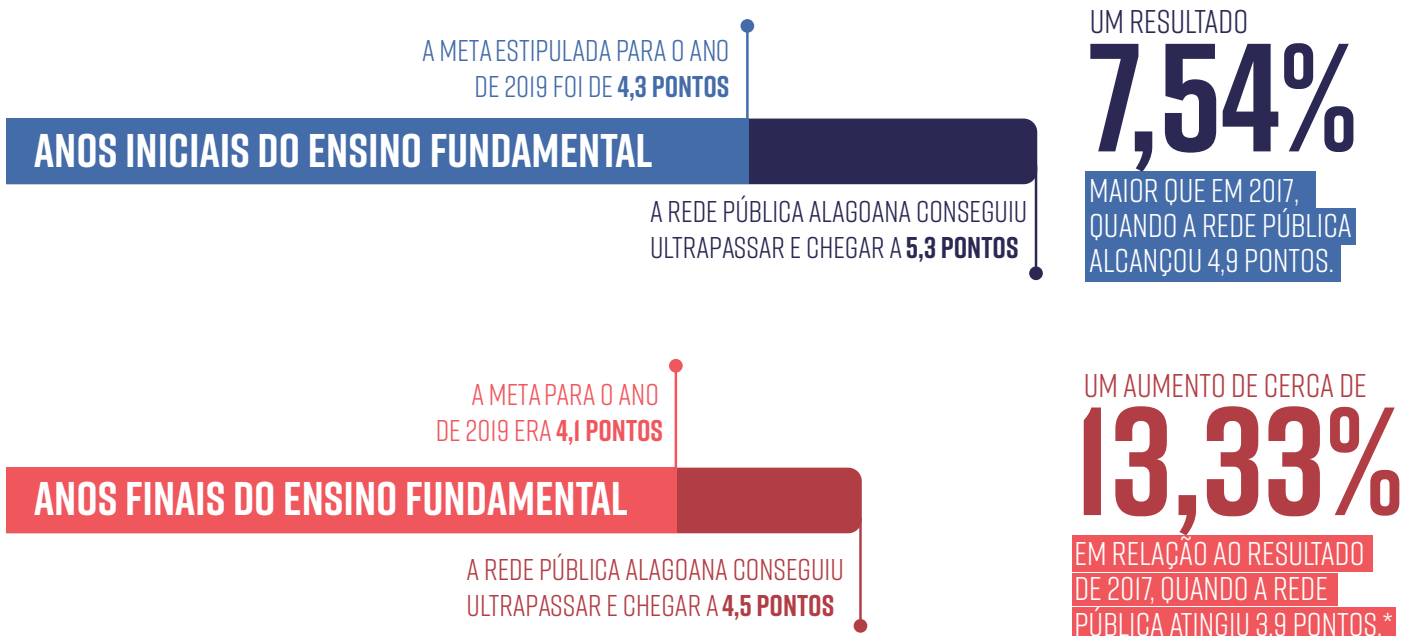 A META ESTIPULADA PARA O ANO
DE 2019 FOI DE 4,3 PONTOS
ANOS INICIAIS DO ENSINO FUNDAMENTAL
A REDE PÚBLICA ALAGOANA CONSEGUIU
ULTRAPASSAR E CHEGAR A 5,3 PONTOS
UM RESULTADO
7,54%
MAIOR QUE EM 2017,
QUANDO A REDE PÚBLICA
ALCANÇOU 4,9 PONTOS.
A META PARA O ANO
DE 2019 ERA 4,1 PONTOS
ANOS FINAIS DO ENSINO FUNDAMENTAL
A REDE PÚBLICA ALAGOANA CONSEGUIU
ULTRAPASSAR E CHEGAR A 4,5 PONTOS
UM AUMENTO DE CERCA DE
13,33%
EM RELAÇÃO AO RESULTADO
DE 2017, QUANDO A REDE
PÚBLICA ATINGIU 3,9 PONTOS.*